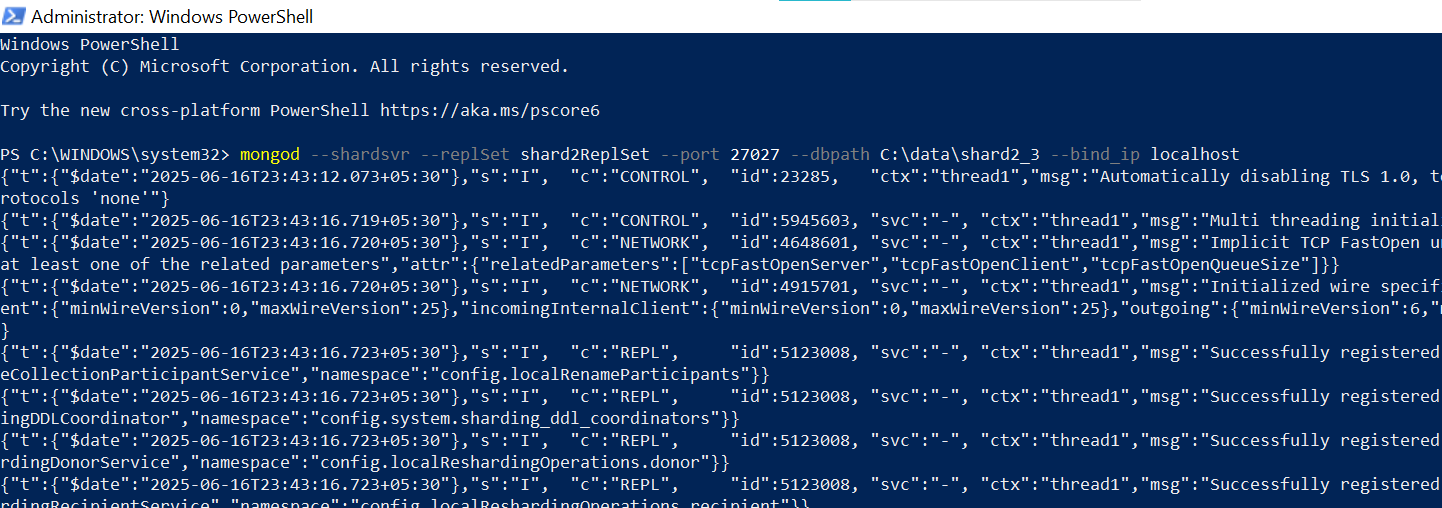 Administrator: Windows PowerShell
Windows PowerShell
Copyright (C) Microsoft Corporation. All rights reserved.
Try the new cross-platform PowerShell https://aka.ms/pscore6
PS C:\WINDOWS\system32> mongod --shardsvr --replSet shard2ReplSet --port 27027 --dbpath C:\data\shard2_3 --bind_ip localhost
{"t":{"$date":"2025-06-16T23:43:12.073+05:30"},"s":"I",  "c":"CONTROL",  "id":23285,   "ctx":"thread1","msg":"Automatically disabling TLS 1.0, t
rotocols 'none'"}
{"t":{"$date":"2025-06-16T23:43:16.719+05:30"},"s":"I",  "c":"CONTROL",  "id":5945603, "svc":"-", "ctx":"thread1","msg":"Multi threading initial
{"t":{"$date":"2025-06-16T23:43:16.720+05:30"},"s":"I",  "c":"NETWORK",  "id":4648601, "svc":"-", "ctx":"thread1","msg":"Implicit TCP FastOpen u
at least one of the related parameters","attr":{"relatedParameters":["tcpFastOpenServer","tcpFastOpenClient","tcpFastOpenQueueSize"]}}
{"t":{"$date":"2025-06-16T23:43:16.720+05:30"},"s":"I",  "c":"NETWORK",  "id":4915701, "svc":"-", "ctx":"thread1","msg":"Initialized wire specif
ent":{"minWireVersion":0,"maxWireVersion":25},"incomingInternalClient":{"minWireVersion":0,"maxWireVersion":25},"outgoing":{"minWireVersion":6,"
}
{"t":{"$date":"2025-06-16T23:43:16.723+05:30"},"s":"I",  "c":"REPL",     "id":5123008, "svc":"-", "ctx":"thread1","msg":"Successfully registered
eCollectionParticipantService","namespace":"config.localRenameParticipants"}}
{"t":{"$date":"2025-06-16T23:43:16.723+05:30"},"s":"I",  "c":"REPL",     "id":5123008, "svc":"-", "ctx":"thread1","msg":"Successfully registered
ingDDLCoordinator","namespace":"config.system.sharding_ddl_coordinators"}}
{"t":{"$date":"2025-06-16T23:43:16.723+05:30"},"s":"I",  "c":"REPL",     "id":5123008, "svc":"-", "ctx":"thread1","msg":"Successfully registered
rdingDonorService","namespace":"config.localReshardingOperations.donor"}}
{"t":{"$date":"2025-06-16T23:43:16.723+05:30"},"s":"I",  "c":"REPL",     "id":5123008, "svc":"-", "ctx":"thread1","msg":"Successfully registered
rdingRecipientService","namespace":"config.localReshardingOperations.recipient"}}